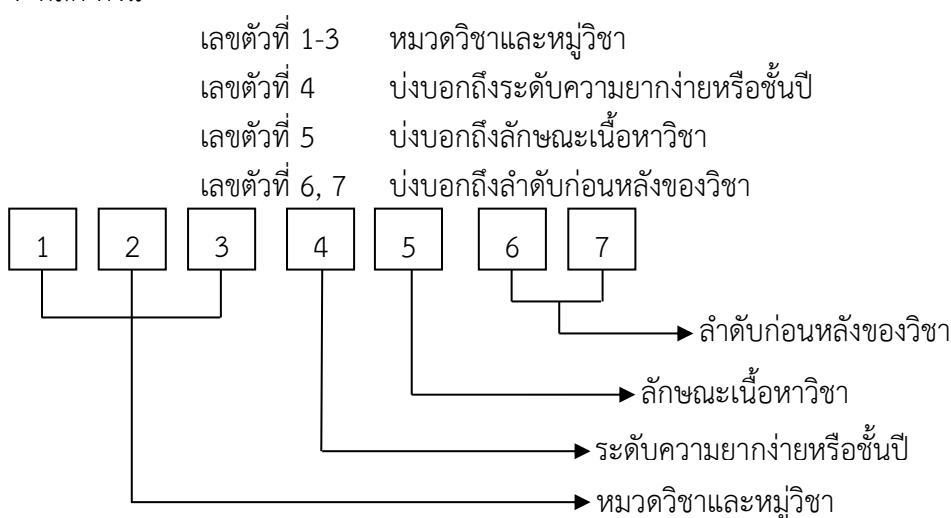 เลขตัวที่ 1-3 หมวดวิชาและหมู่วิชา
เลขตัวที่ 4 บ่งบอกถึงระดับความยากง่ายหรือชั้นปี
เลขตัวที่ 5 บ่งบอกถึงลักษณะเนื้อหาวิชา
เลขตัวที่ 6, 7 บ่งบอกถึงลำดับก่อนหลังของวิชา
1 2 3 4 5 6 7
ลำดับก่อนหลังของวิชา
ลักษณะเนื้อหาวิชา
ระดับความยากง่ายหรือชั้นปี
หมวดวิชาและหมู่วิชา